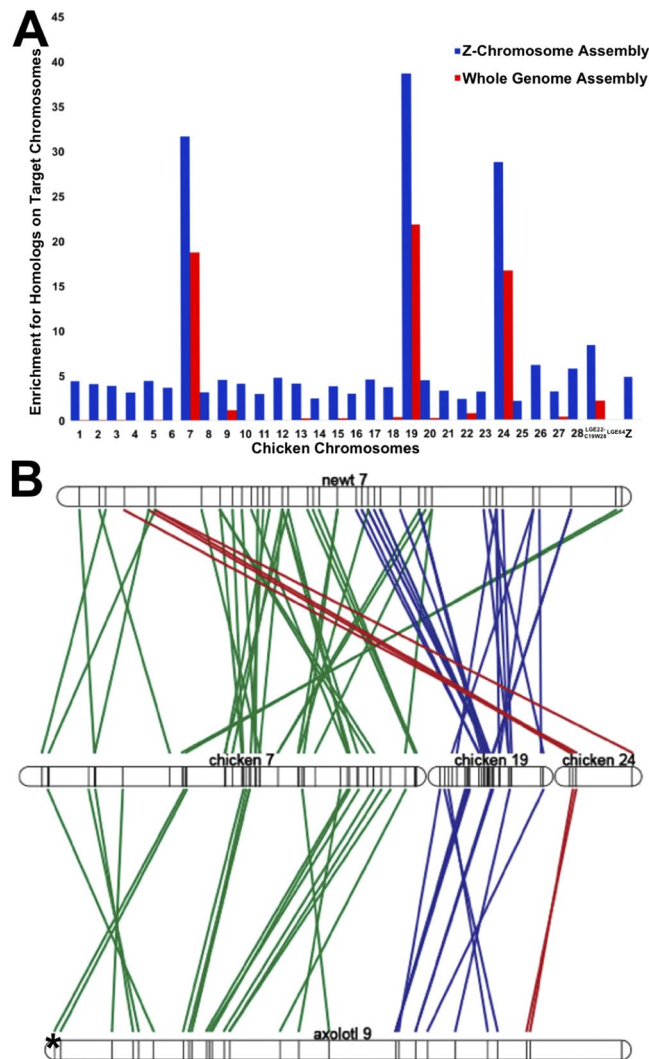 A
45
40
35
30
25
20
15
10
5
0
Enrichment for Homologs on Target Chromosomes
Z-Chromosome Assembly
Whole Genome Assembly
1 2 3 4 5 6 7 8 9 10 11 12 13 14 15 16 17 18 19 20 21 22 23 24 25 26 27 28 LGE22- LGE64 Z
C19W28
Chicken Chromosomes
B
newt 7
chicken 7 chicken 19 chicken 24
*
axolotl 9